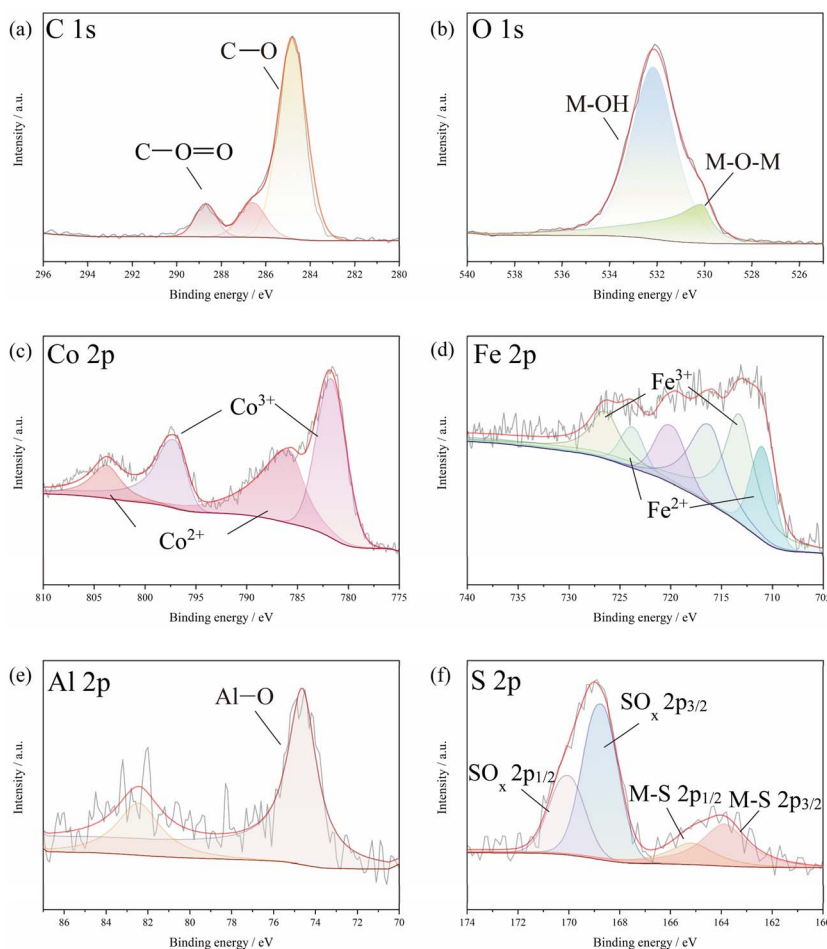 (a) C 1s
C—O
C—O=O
Intensity / a.u.
296 294 292 290 288 286 284 282 280
Binding energy / eV
(b) O 1s
M-OH
M-O-M
Intensity / a.u.
540 538 536 534 532 530 528 526
Binding energy / eV
(c) Co 2p
Co3+
Co2+
Intensity / a.u.
810 805 800 795 790 785 780 775
Binding energy / eV
(d) Fe 2p
Fe3+
Fe2+
Intensity / a.u.
740 735 730 725 720 715 710 705
Binding energy / eV
(e) Al 2p
Al—O
Intensity / a.u.
86 84 82 80 78 76 74 72 70
Binding energy / eV
(f) S 2p
SOx 2p3/2
SOx 2p1/2
M-S 2p1/2
M-S 2p3/2
Intensity / a.u.
174 172 170 168 166 164 162 160
Binding energy / eV